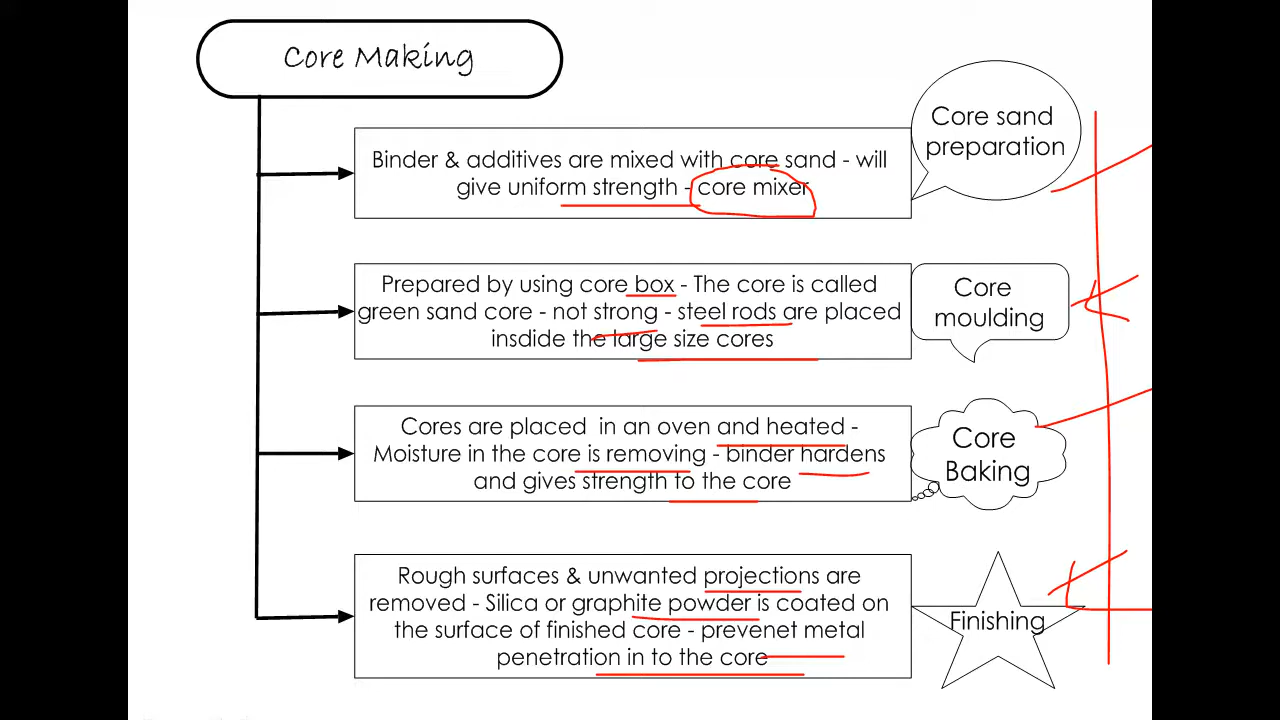 Core Making
Binder & additives are mixed with core sand - will
give uniform strength - core mixer
Core sand
preparation
Prepared by using core box - The core is called
green sand core - not strong - steel rods are placed
insdide the large size cores
Core
moulding
Cores are placed in an oven and heated -
Moisture in the core is removing - binder hardens
and gives strength to the core
Core
Baking
Rough surfaces & unwanted projections are
removed - Silica or graphite powder is coated on
the surface of finished core - prevenet metal
penetration in to the core
Finishing